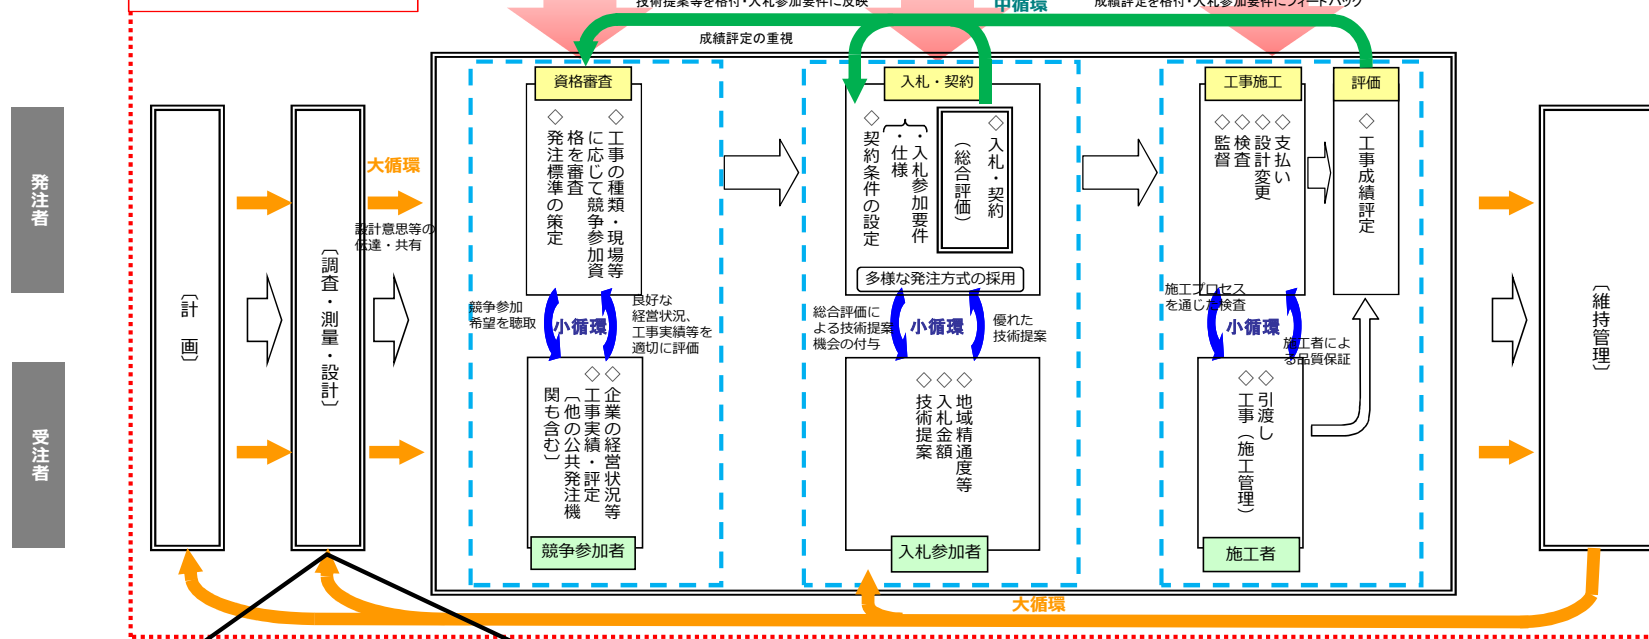 技術提案等を格付・入札参加要件に反映
中循環
成績評定を格付・入札参加要件にフィードバック
成績評定の重視
資格審査
入札・契約
工事施工
評価
発注者
受注者
〔計　画〕
〔調査・測量・設計〕
大循環
設計意思等の
伝達・共有
◇工事の種類・現場等
に応じて競争参加資
格を審査
◇発注標準の策定
競争参加
希望を聴取
小循環
良好な
経営状況、
工事実績等を
適切に評価
◇企業の経営状況等
◇工事実績・評定
〔他の公共発注機
関も含む〕
競争参加者
◇入札・契約
（総合評価）
・入札参加要件
・仕様
◇契約条件の設定
多様な発注方式の採用
総合評価に
よる技術提案
機会の付与
小循環
優れた
技術提案
◇地域精通度等
◇入札金額
◇技術提案
入札参加者
◇支払い
◇設計変更
◇検査
◇監督
◇工事成績評定
施工プロセス
を通じた検査
小循環
施工者によ
る品質保証
◇引渡し
◇工事（施工管理）
施工者
〔維持管理〕
大循環